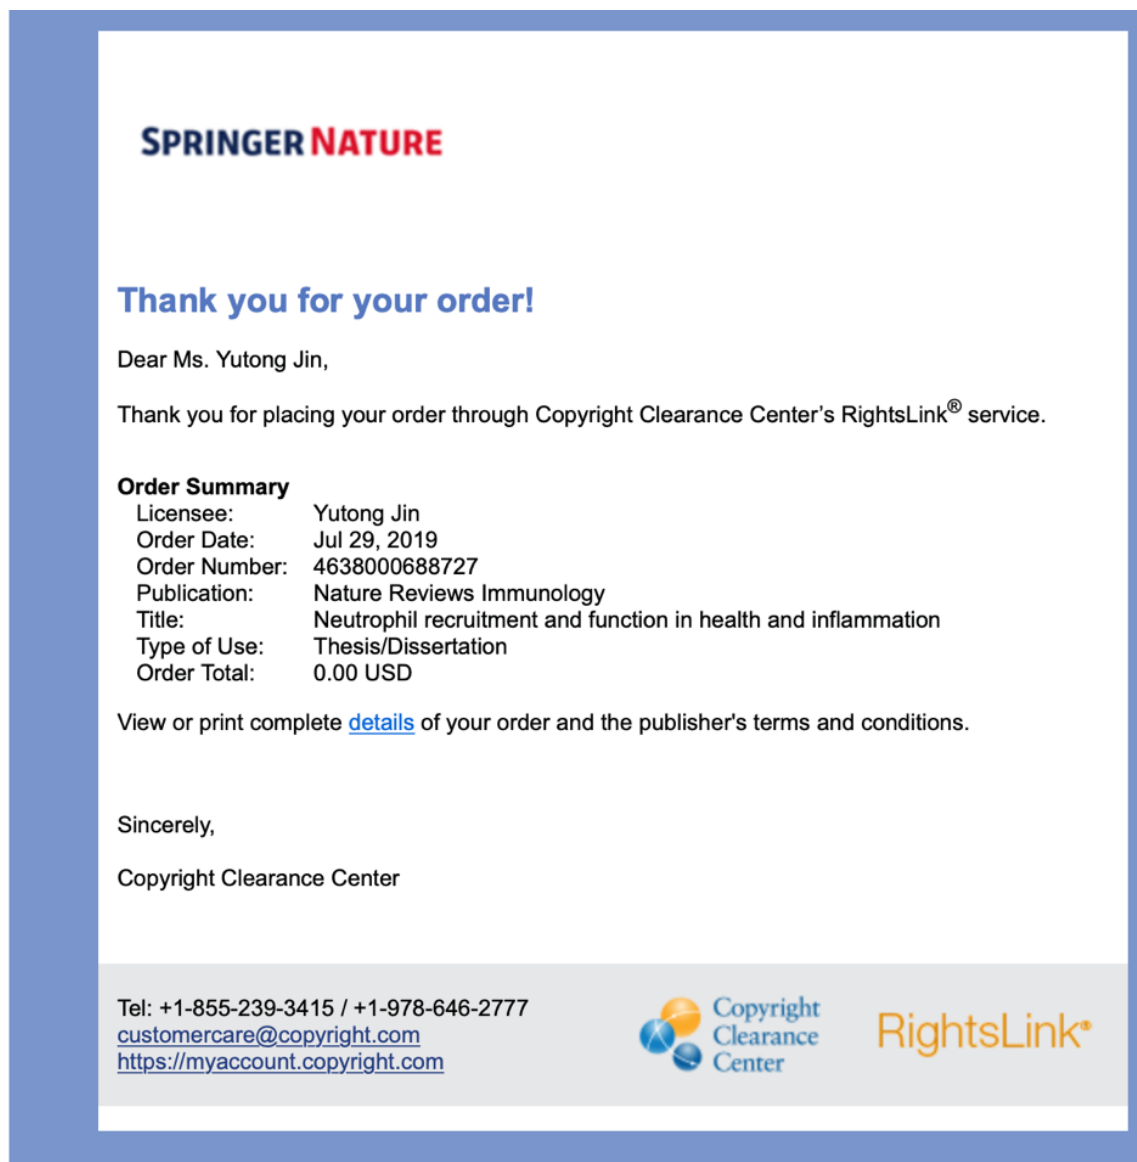 SPRINGER NATURE
Thank you for your order!
Dear Ms. Yutong Jin,
Thank you for placing your order through Copyright Clearance Center’s RightsLink® service.
Order Summary
Licensee: Yutong Jin
Order Date: Jul 29, 2019
Order Number: 4638000688727
Publication: Nature Reviews Immunology
Title: Neutrophil recruitment and function in health and inflammation
Type of Use: Thesis/Dissertation
Order Total: 0.00 USD
View or print complete details of your order and the publisher's terms and conditions.
Sincerely,
Copyright Clearance Center
Tel: +1-855-239-3415 / +1-978-646-2777
customercare@copyright.com
https://myaccount.copyright.com
Copyright
Clearance
Center
RightsLink®